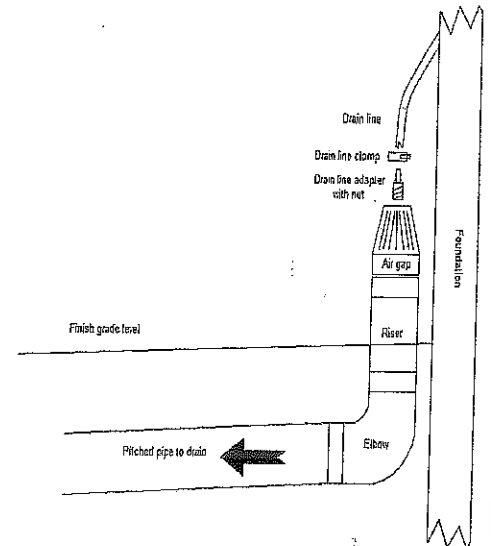 Drain line
Drain line clamp
Drain line adapter
with nut
Air gap
Foundation
Finish grade level
Riser
Pitched pipe to drain
Elbow